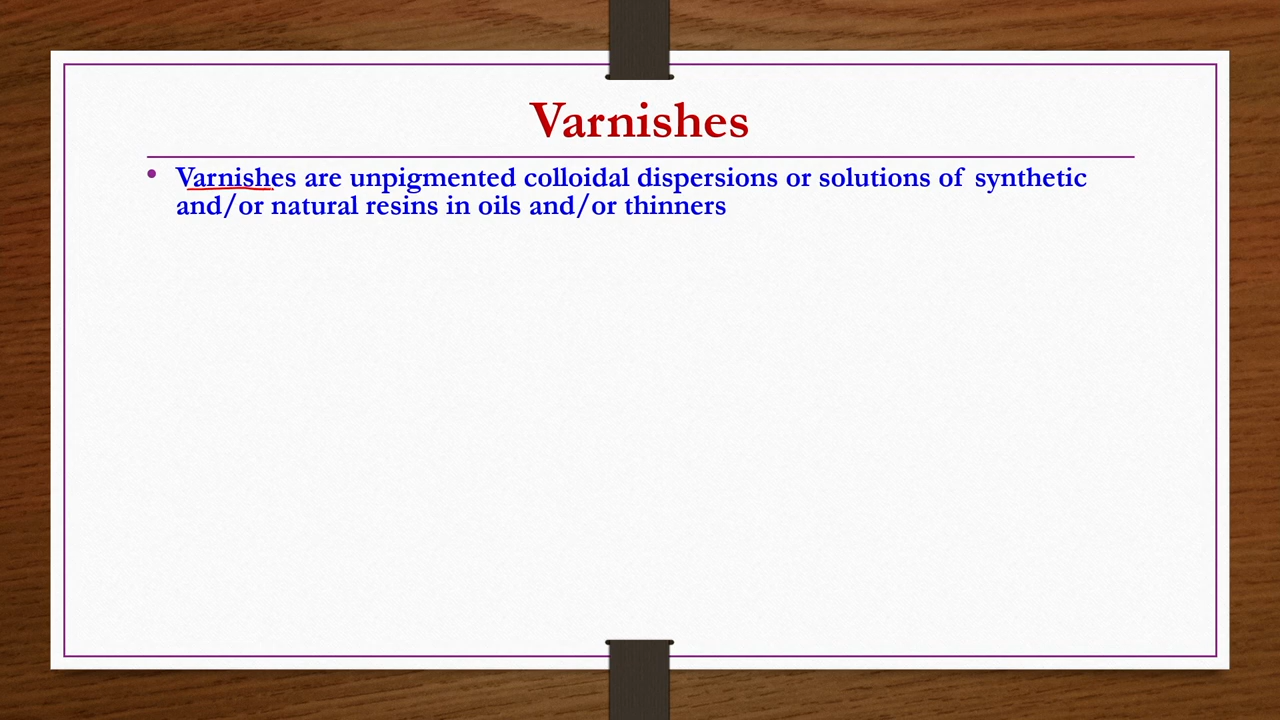 Varnishes
• Varnishes are unpigmented colloidal dispersions or solutions of synthetic
and/or natural resins in oils and/or thinners